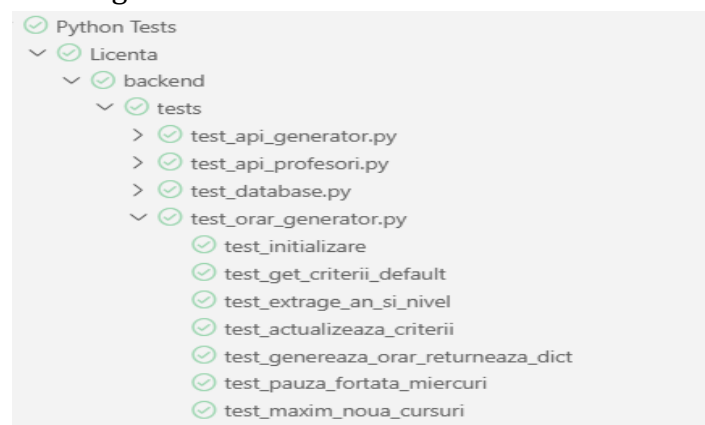 Python Tests
Licenta
backend
tests
test_api_generator.py
test_api_profesori.py
test_database.py
test_orar_generator.py
test_initializare
test_get_criterii_default
test_extrage_an_si_nivel
test_actualizeaza_criterii
test_genereaza_orar_returneaza_dict
test_pauza_fortata_miercuri
test_maxim_noua_cursuri